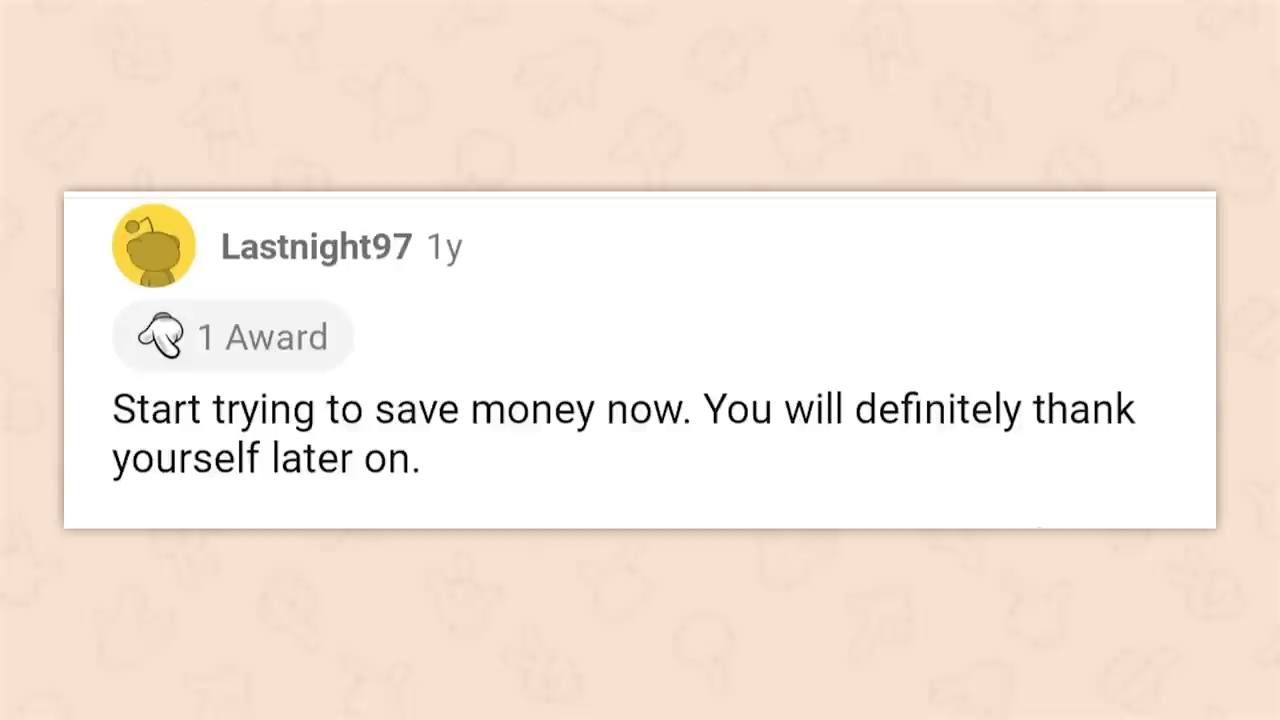 Lastnight97 1y
1 Award
Start trying to save money now. You will definitely thank
yourself later on.